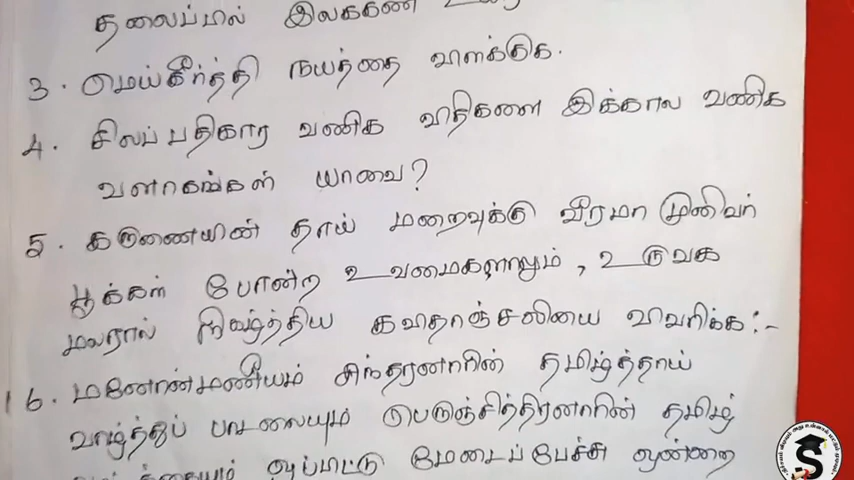 தலைப்பில் இலக்கண
3. மெய்கீர்த்தி நயத்தை விளக்குக.
4. சிலப்பதிகார வணிக வீதிகளை இக்கால வணிக
வளாகங்கள் யாவை?
5. கருணையின் தாய் மறைவுக்கு வீரமாமுனிவர்
பூக்கள் போன்ற உவமைகளாலும், உருவக
மலரால் நிகழ்த்திய கவிதாஞ்சலியை விவரிக்க:-
6. மனோன்மணீயம் சுந்தரனாரின் தமிழ்த்தாய்
வாழ்த்துப் பாடலையும் பெருஞ்சித்திரனாரின் தமிழ்
ஒப்பிட்டு மேடைப்பேச்சு ஒன்றை
S